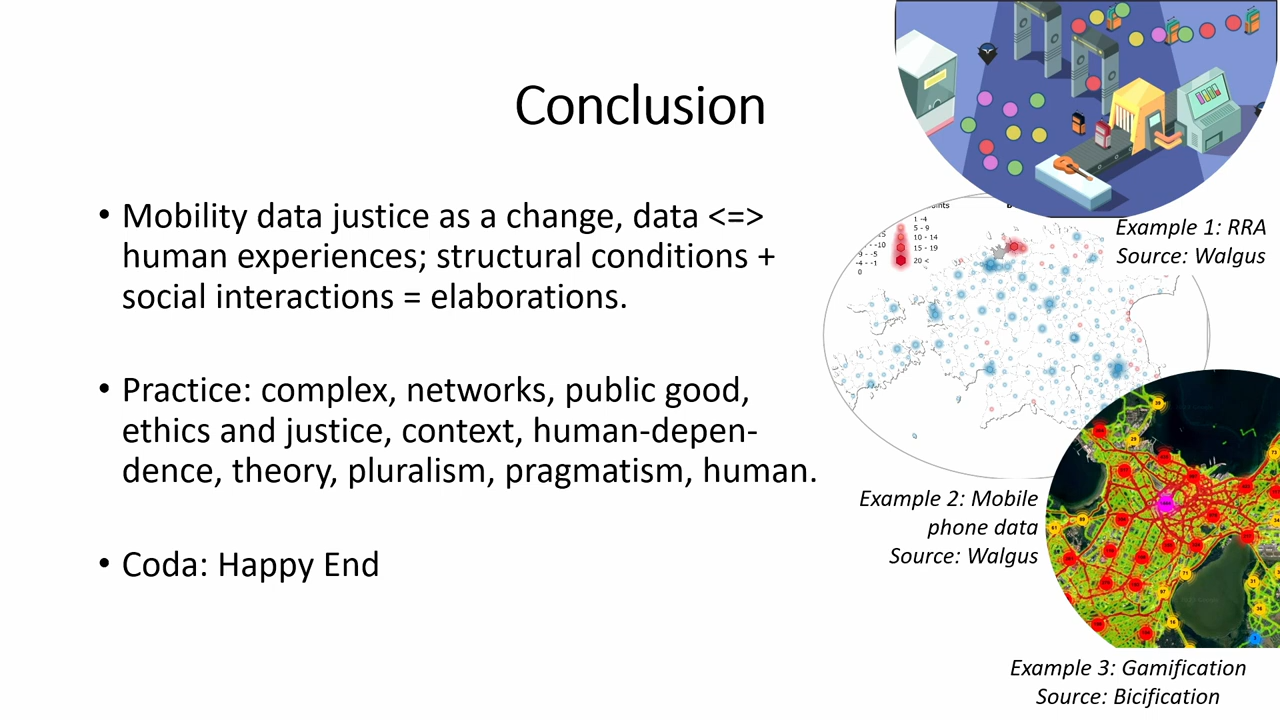 Conclusion
• Mobility data justice as a change, data <=>
human experiences; structural conditions +
social interactions = elaborations.
• Practice: complex, networks, public good,
ethics and justice, context, human-depen-
dence, theory, pluralism, pragmatism, human.
• Coda: Happy End
Example 1: RRA
Source: Walgus
1 -4
5 - 9
10 - 14
15 - 19
20 <
Example 2: Mobile
phone data
Source: Walgus
Example 3: Gamification
Source: Bicification